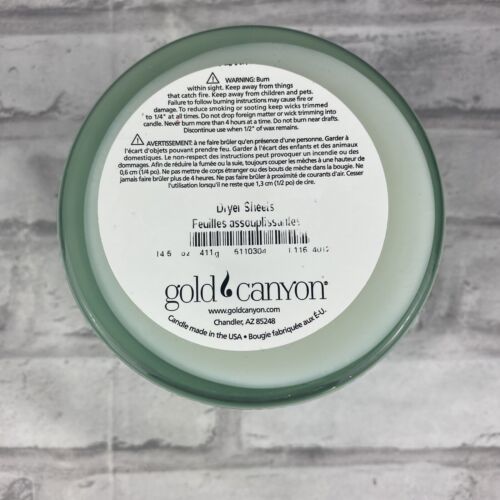 ⚠ WARNING: Burn
within sight. Keep away from things
that catch fire. Keep away from children and pets.
Failure to follow burning instructions may cause fire or
damage. To reduce smoking or sooting keep wicks trimmed
to 1/4" at all times. Do not drop foreign matter or wick trimming into
candle. Never burn more than 4 hours at a time. Do not burn near drafts.
Discontinue use when 1/2" of wax remains.
⚠ AVERTISSEMENT: à ne faire brûler qu'en présence d'une personne. Garder à
l'écart d'objets pouvant prendre feu. Garder à l'écart des enfants et des animaux
domestiques. Le non-respect des instructions peut provoquer un incendie ou des
dommages. Afin de réduire la fumée ou la suie, toujours couper les mèches à une hauteur de
0,6 cm (1/4 po). Ne pas mettre de corps étranger ou des bouts de mèche dans la bougie. Ne
jamais faire brûler plus de 4 heures. Ne pas faire brûler à proximité de courants d'air. Cesser
l'utilisation lorsqu'il ne reste que 1,3 cm (1/2 po) de cire.
Dryer Sheets
Feuilles assouplissantes
14.5 oz 411g 5110304
gold canyon®
www.goldcanyon.com
Chandler, AZ 85248
Candle made in the USA • Bougie fabriquée aux É-U.